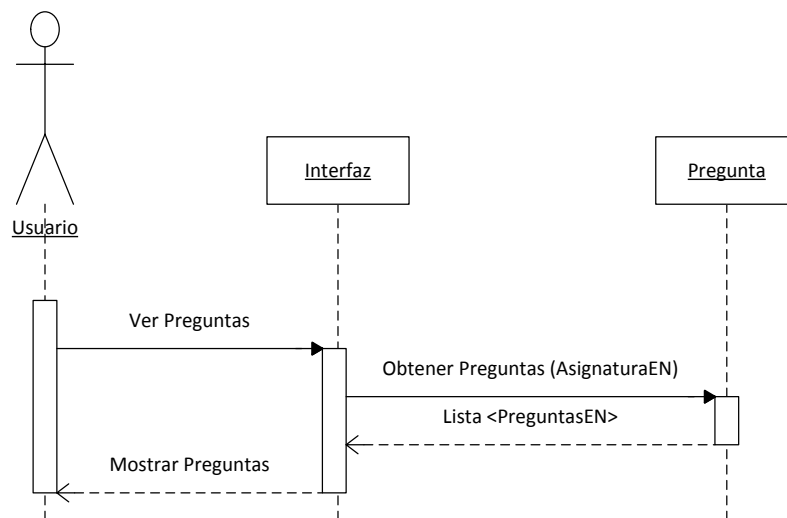 Interfaz
Pregunta
Usuario
Ver Preguntas
Obtener Preguntas (AsignaturaEN)
Lista <PreguntasEN>
Mostrar Preguntas